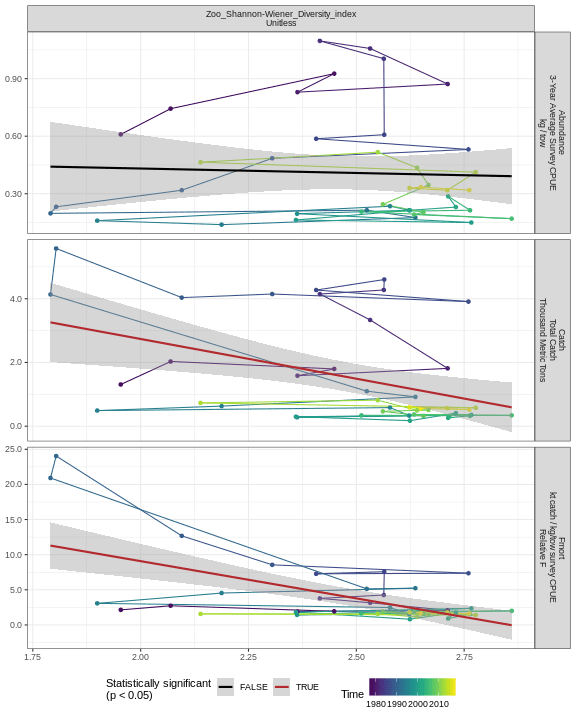 Zoo_Shannon-Wiener_Diversity_index
Unitless
0.90
0.60
0.30
Abundance
3-Year Average Survey CPUE
kg / tow
4.0
2.0
0.0
Catch
Total Catch
Thousand Metric Tons
25.0
20.0
15.0
10.0
5.0
0.0
Fmort
Relative F
kt catch / kg/tow survey CPUE
1.75
2.00
2.25
2.50
2.75
Statistically significant
(p < 0.05)
FALSE
TRUE
Time
1980 1990 2000 2010